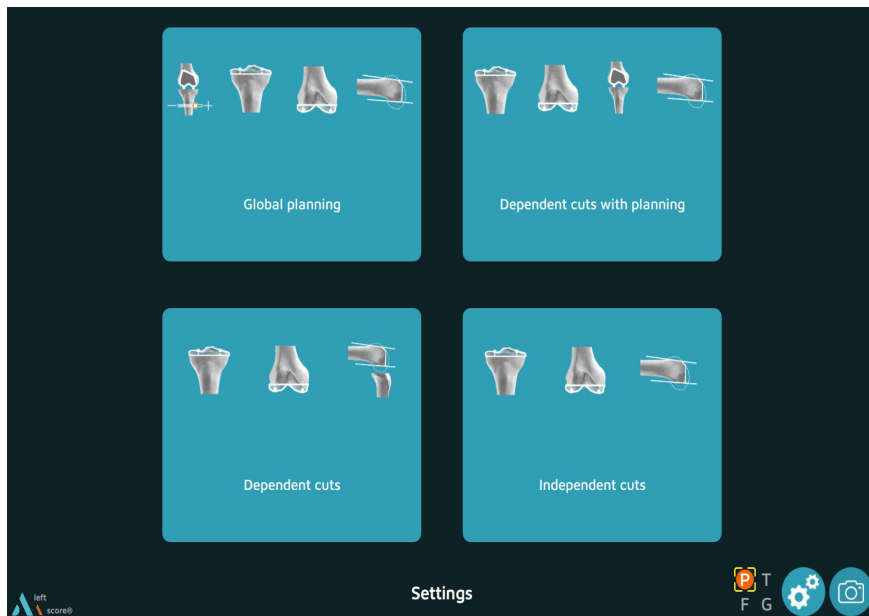 Global planning
Dependent cuts with planning
Dependent cuts
Independent cuts
left
score®
Settings
P T
F G